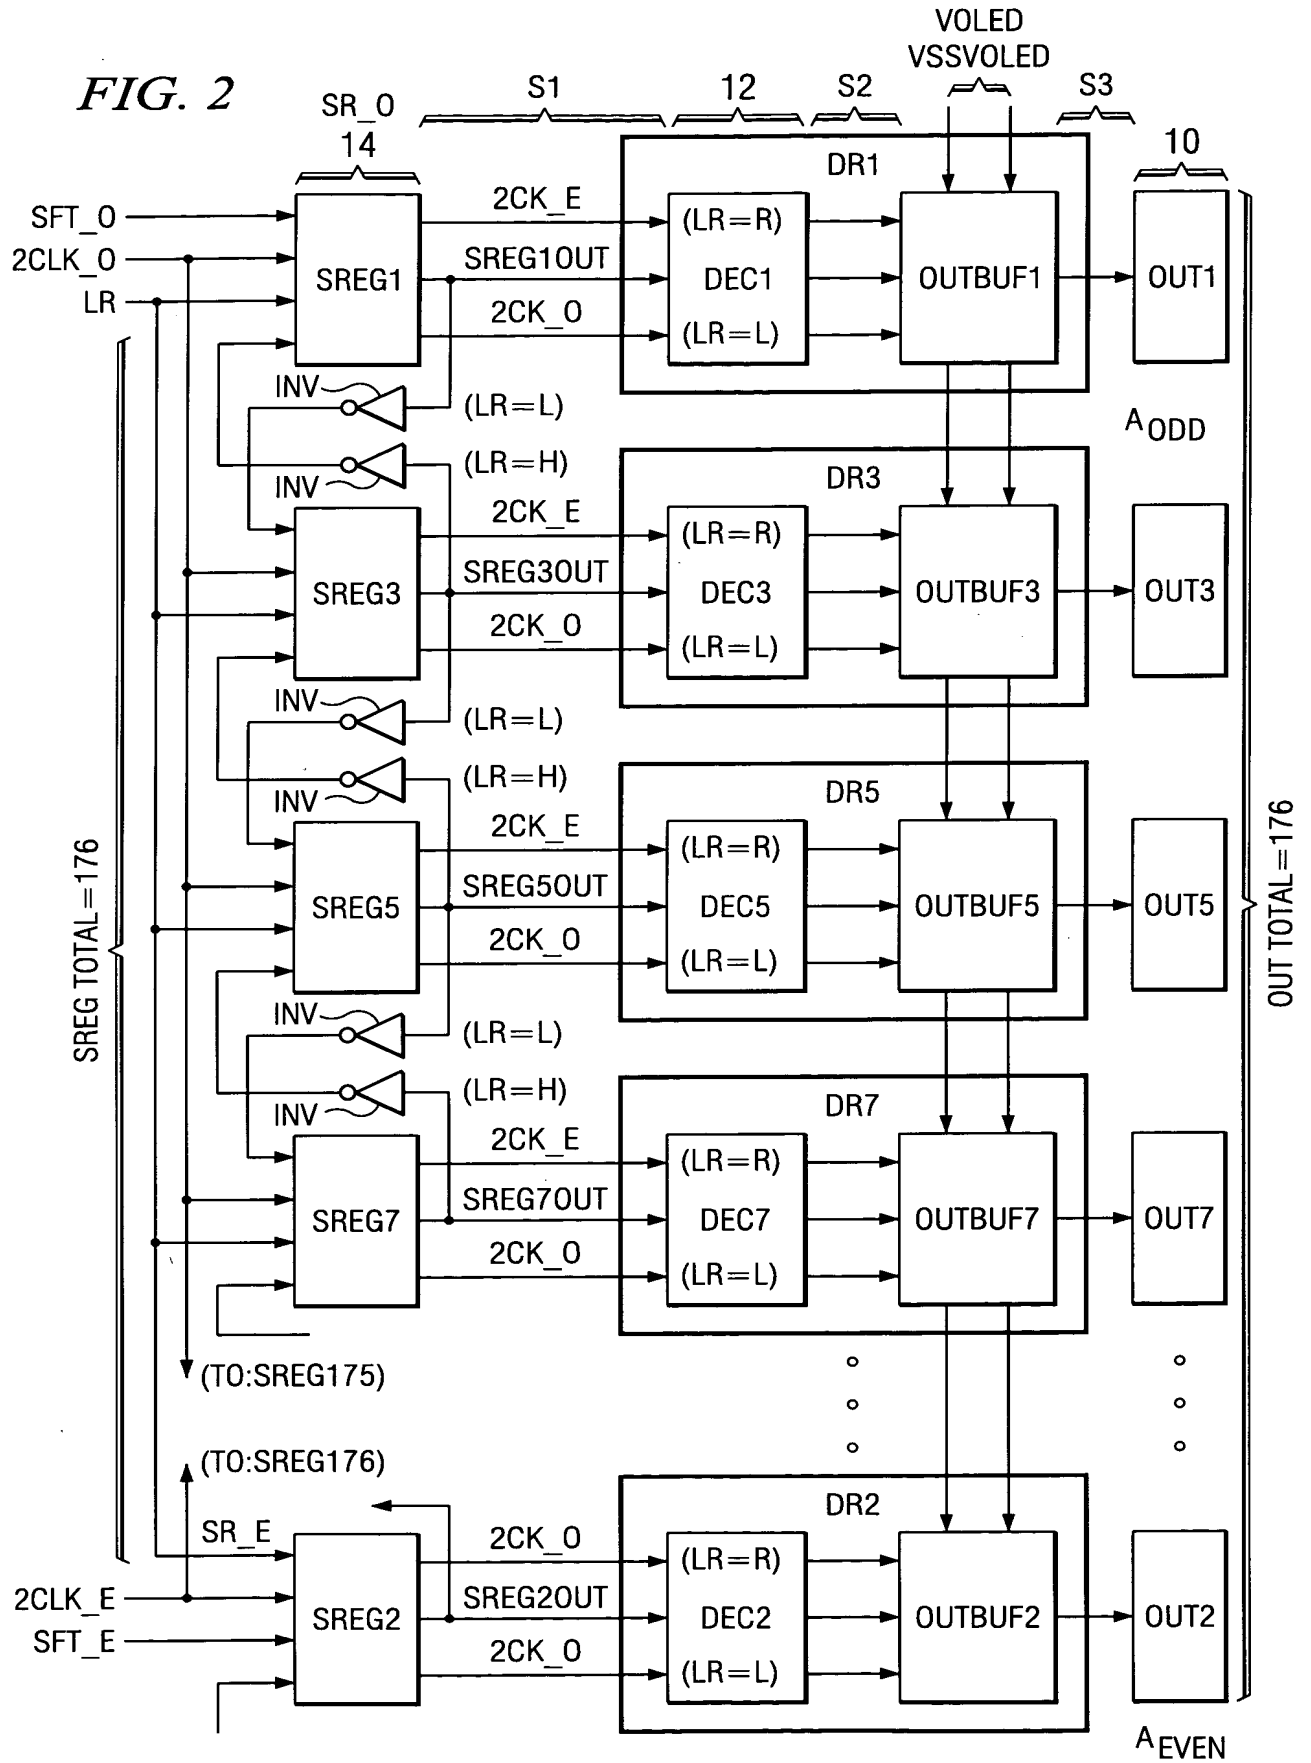 FIG. 2
VOLED
VSSVOLED
SR_O
14
S1
12
S2
S3
10
DR1
SFT_O
2CLK_O
LR
SREG1
2CK_E
SREG1OUT
2CK_O
(LR=R)
DEC1
(LR=L)
OUTBUF1
OUT1
INV
(LR=L)
INV
(LR=H)
A ODD
DR3
SREG3
2CK_E
SREG3OUT
2CK_O
(LR=R)
DEC3
(LR=L)
OUTBUF3
OUT3
INV
(LR=L)
INV
(LR=H)
DR5
SREG5
2CK_E
SREG5OUT
2CK_O
(LR=R)
DEC5
(LR=L)
OUTBUF5
OUT5
SREG TOTAL=176
OUT TOTAL=176
INV
(LR=L)
INV
(LR=H)
DR7
SREG7
2CK_E
SREG7OUT
2CK_O
(LR=R)
DEC7
(LR=L)
OUTBUF7
OUT7
(TO:SREG175)
(TO:SREG176)
DR2
SR_E
2CLK_E
SFT_E
SREG2
2CK_O
SREG2OUT
2CK_O
(LR=R)
DEC2
(LR=L)
OUTBUF2
OUT2
A EVEN